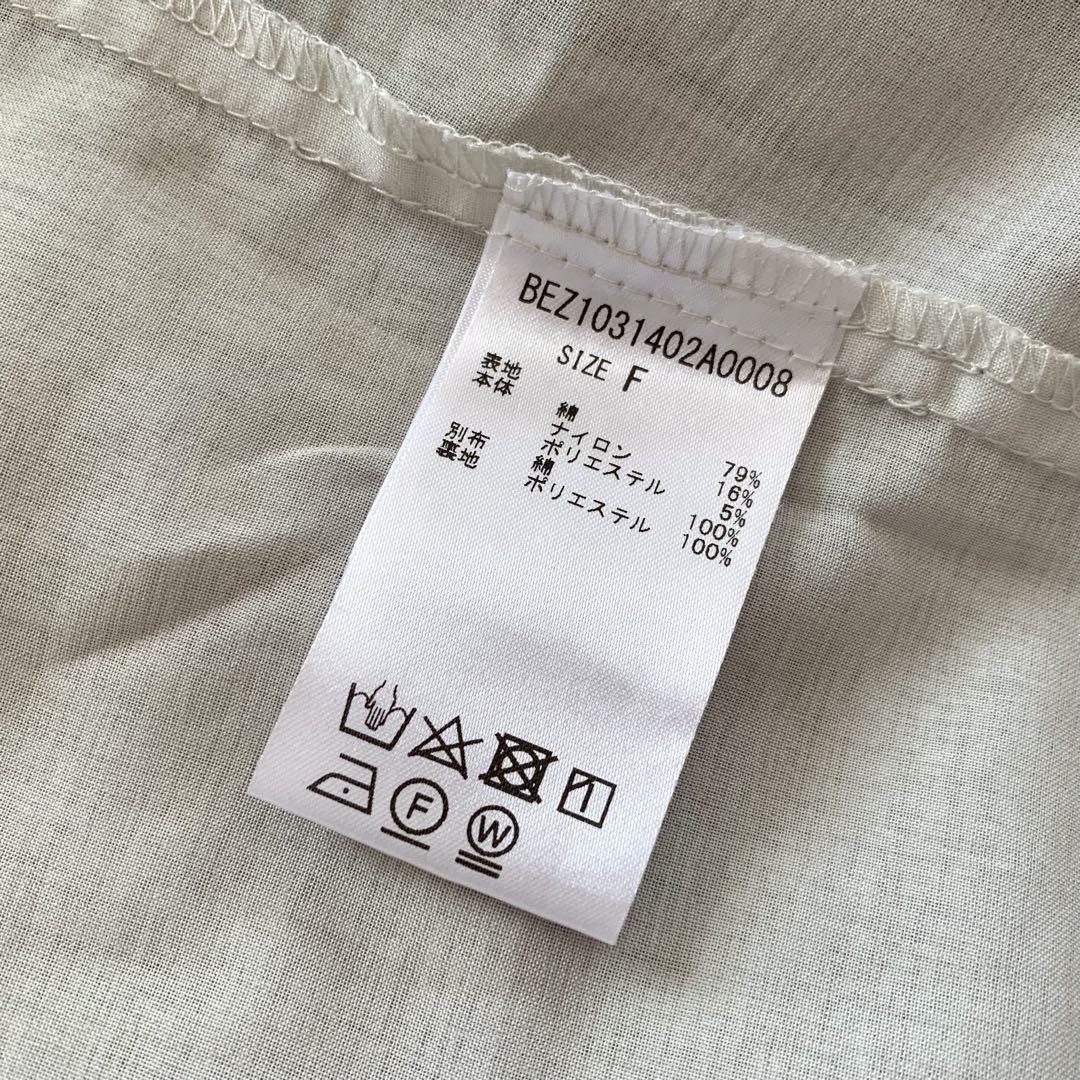 BEZ1031402A0008
SIZE F
表地
本体 綿 79%
ナイロン 16%
ポリエステル 5%
別布 綿 100%
裏地 ポリエステル 100%
F
W
1